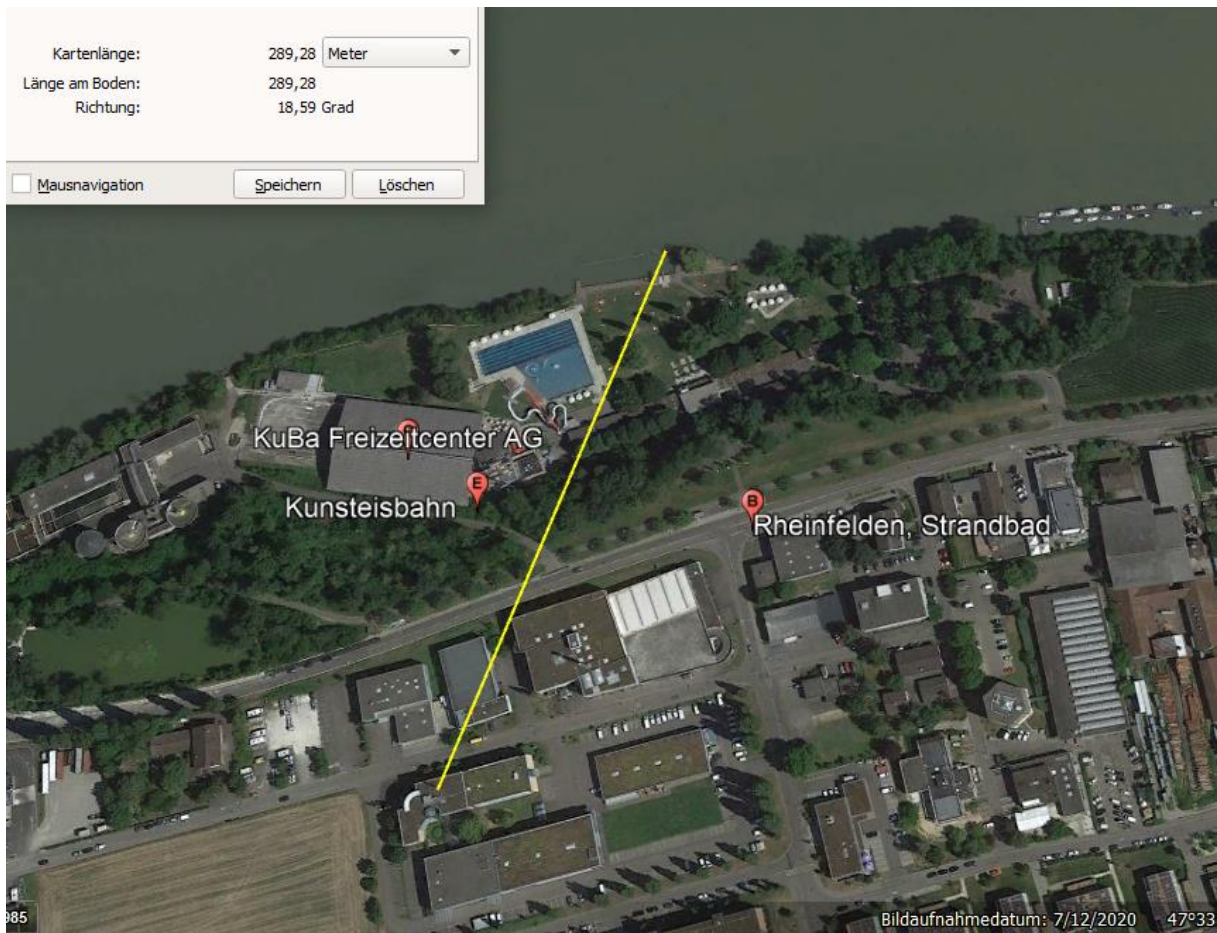 Kartenlänge: 289,28 Meter
Länge am Boden: 289,28
Richtung: 18,59 Grad
Mausnavigation Speichern Löschen
C
KuBa Freizeitcenter AG
E
Kunsteisbahn
B
Rheinfelden, Strandbad
985 Bildaufnahmedatum: 7/12/2020 47°33